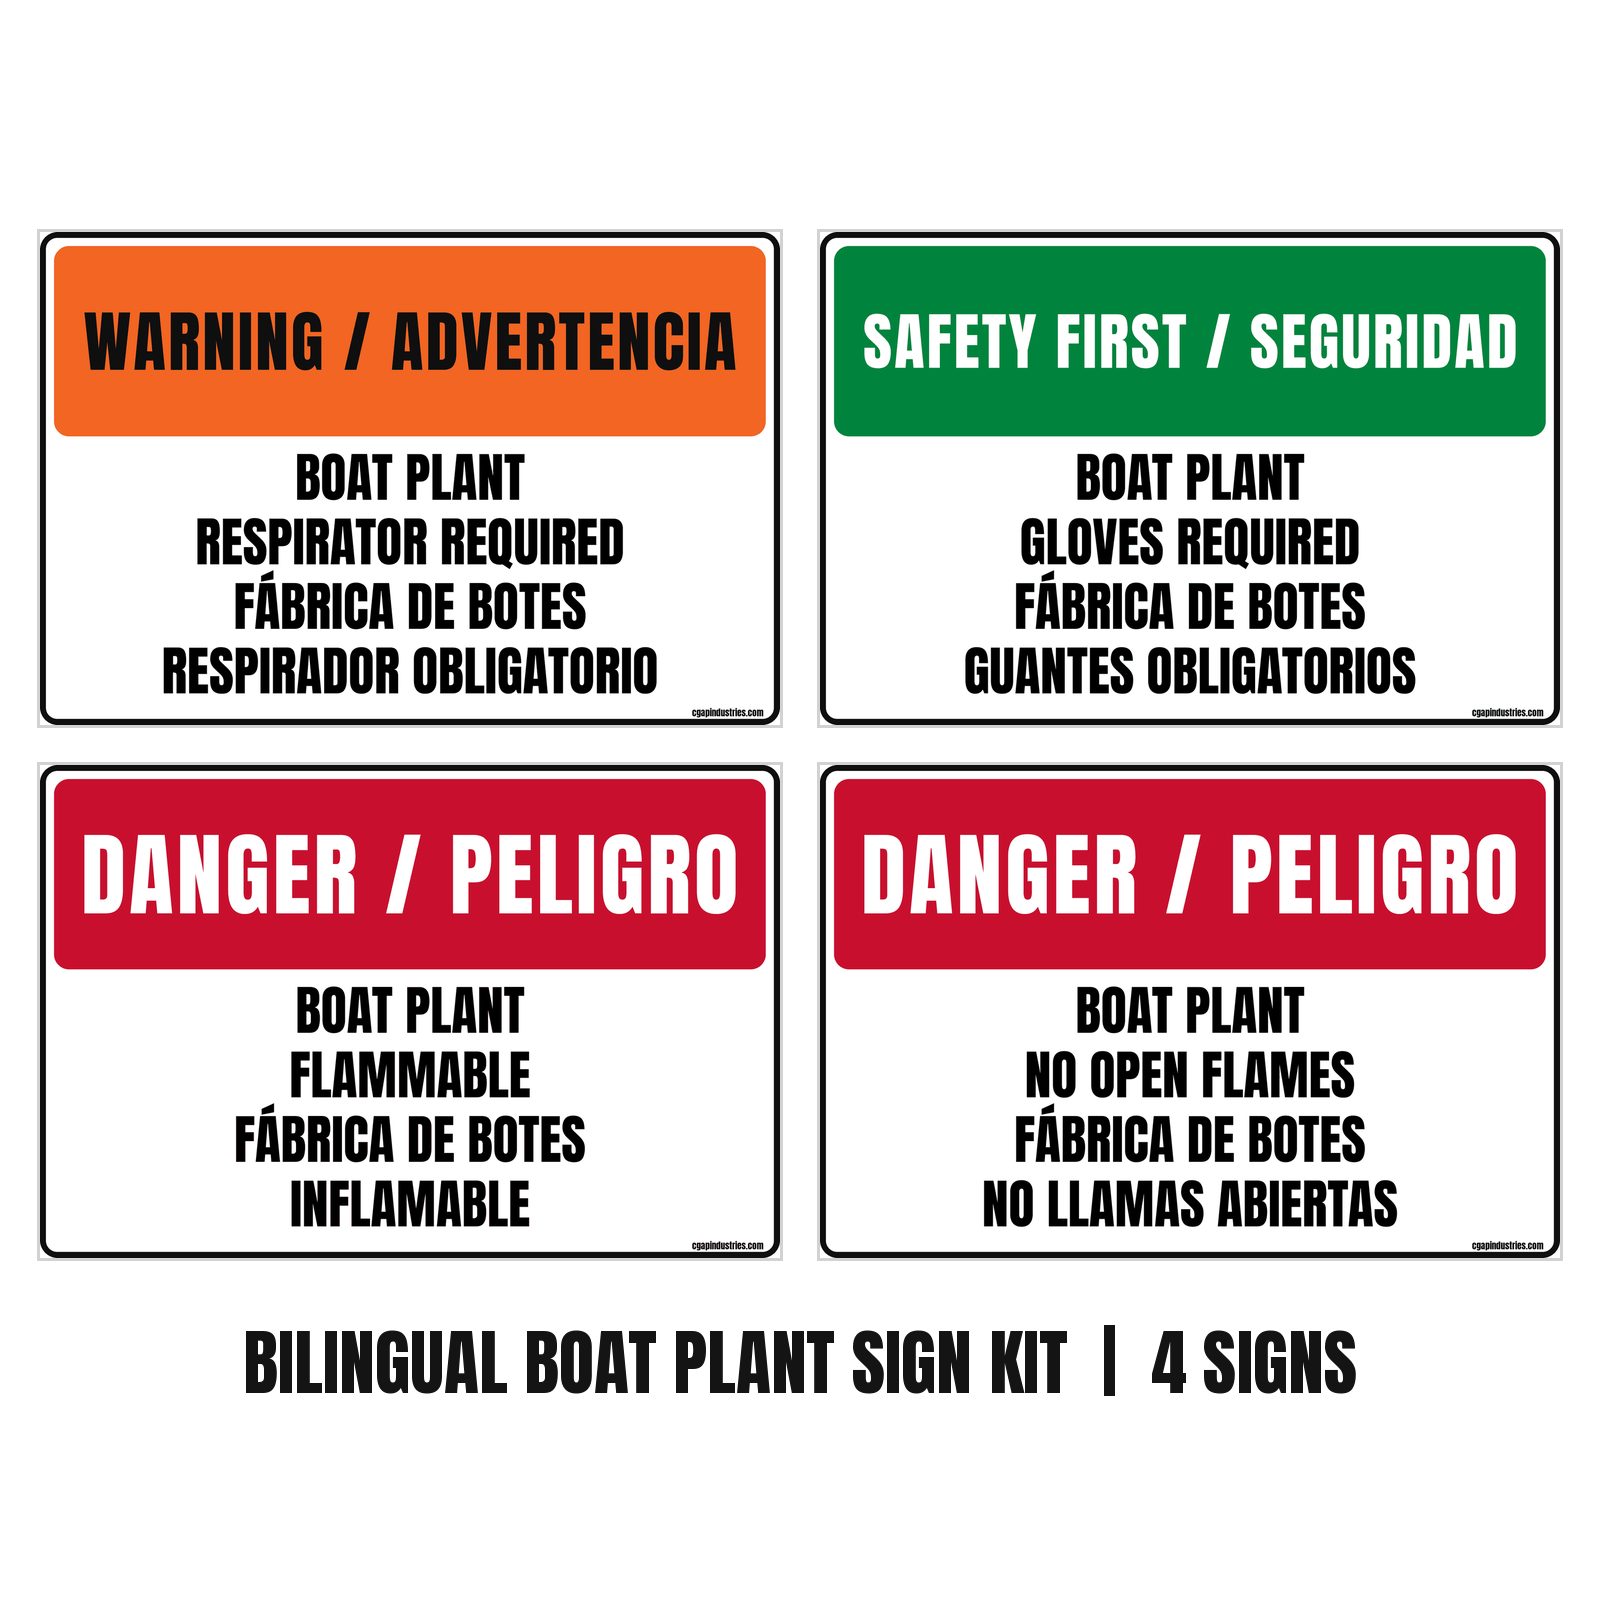 WARNING / ADVERTENCIA
BOAT PLANT
RESPIRATOR REQUIRED
FÁBRICA DE BOTES
RESPIRADOR OBLIGATORIO
cgapindustries.com
SAFETY FIRST / SEGURIDAD
BOAT PLANT
GLOVES REQUIRED
FÁBRICA DE BOTES
GUANTES OBLIGATORIOS
cgapindustries.com
DANGER / PELIGRO
BOAT PLANT
FLAMMABLE
FÁBRICA DE BOTES
INFLAMABLE
cgapindustries.com
DANGER / PELIGRO
BOAT PLANT
NO OPEN FLAMES
FÁBRICA DE BOTES
NO LLAMAS ABIERTAS
cgapindustries.com
BILINGUAL BOAT PLANT SIGN KIT | 4 SIGNS